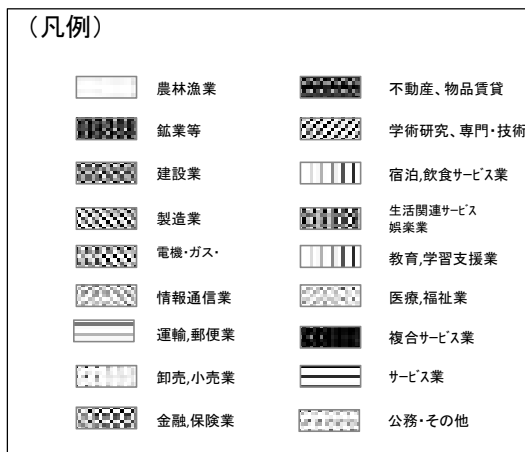 (凡例)
農林漁業
鉱業等
建設業
製造業
電機・ガス・
情報通信業
運輸,郵便業
卸売,小売業
金融,保険業
不動産、物品賃貸
学術研究、専門・技術
宿泊,飲食サービス業
生活関連サービス
娯楽業
教育,学習支援業
医療,福祉業
複合サービス業
サービス業
公務・その他